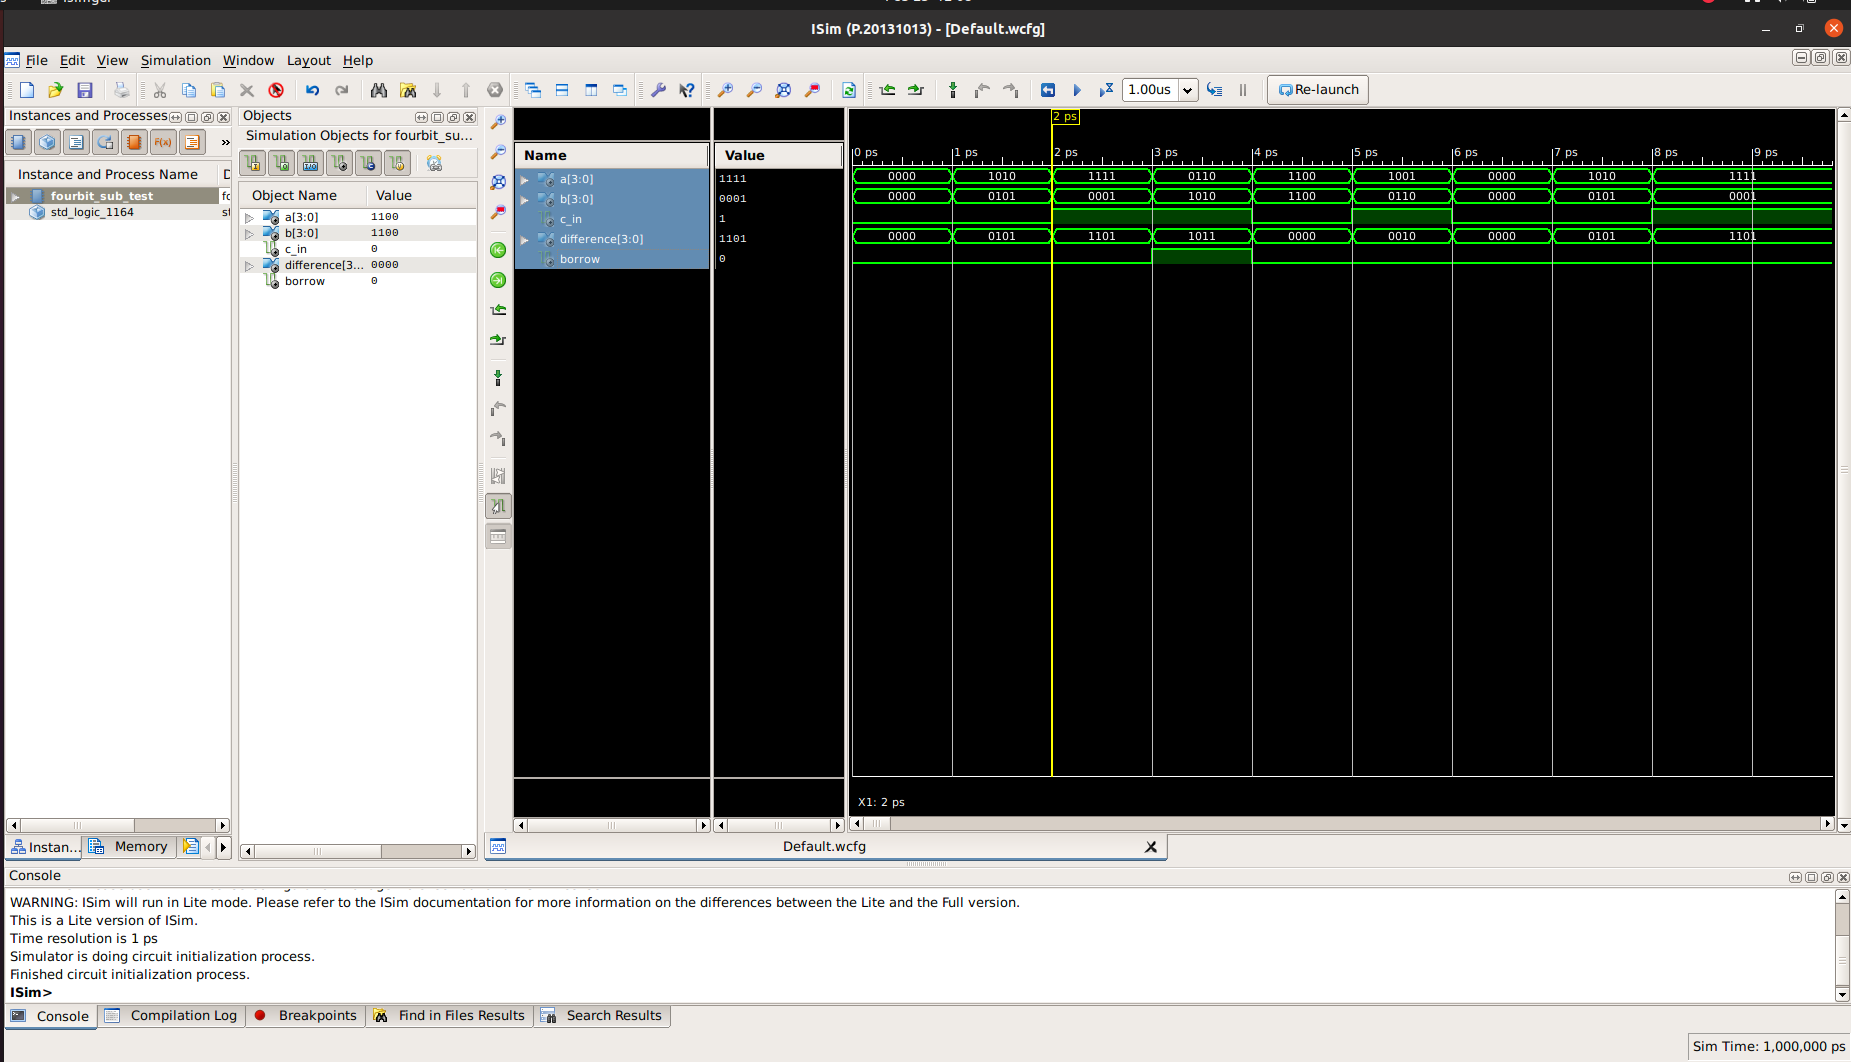 ISim (P.20131013) - [Default.wcfg]
File Edit View Simulation Window Layout Help
1.00us Re-launch
Instances and Processes
Instance and Process Name
fourbit_sub_test
std_logic_1164
Instan... Memory
Objects
Simulation Objects for fourbit_su...
Object Name Value
a[3:0] 1100
b[3:0] 1100
c_in 0
difference[3... 0000
borrow 0
Name Value
a[3:0] 1111
b[3:0] 0001
c_in 1
difference[3:0] 1101
borrow 0
2 ps
0 ps 1 ps 2 ps 3 ps 4 ps 5 ps 6 ps 7 ps 8 ps 9 ps
0000 1010 1111 0110 1100 1001 0000 1010 1111
0000 0101 0001 1010 1100 0110 0000 0101 0001
0000 0101 1101 1011 0000 0010 0000 0101 1101
X1: 2 ps
Default.wcfg
Console
WARNING: ISim will run in Lite mode. Please refer to the ISim documentation for more information on the differences between the Lite and the Full version.
This is a Lite version of ISim.
Time resolution is 1 ps
Simulator is doing circuit initialization process.
Finished circuit initialization process.
ISim>
Console Compilation Log Breakpoints Find in Files Results Search Results
Sim Time: 1,000,000 ps